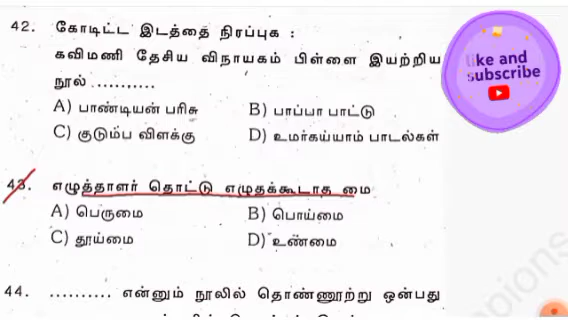 42. கோடிட்ட இடத்தை நிரப்புக :
கவிமணி தேசிய விநாயகம் பிள்ளை இயற்றிய
நூல் ...........
A) பாண்டியன் பரிசு B) பாப்பா பாட்டு
C) குடும்ப விளக்கு D) உமர்கய்யாம் பாடல்கள்
like and
subscribe
43. எழுத்தாளர் தொட்டு எழுதக்கூடாத மை
A) பெருமை B) பொய்மை
C) தூய்மை D) உண்மை
44. .......... என்னும் நூலில் தொண்ணூற்று ஒன்பது